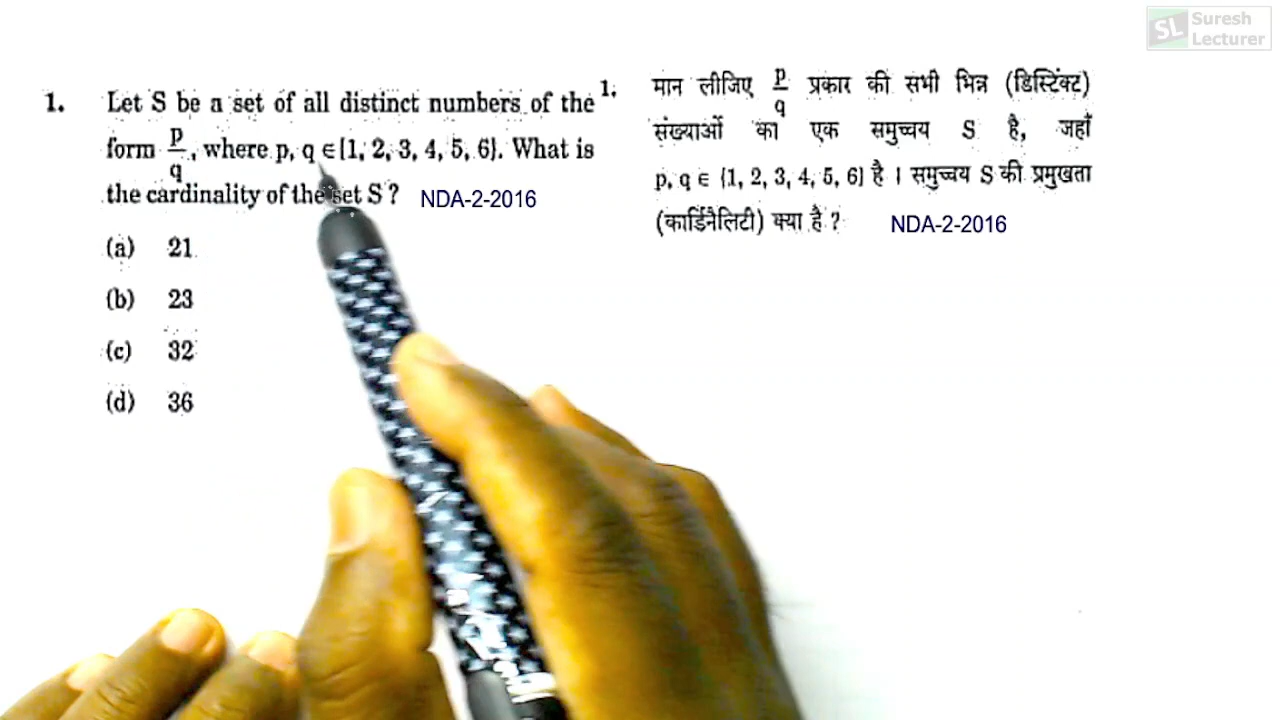 SL Suresh
Lecturer
1. Let S be a set of all distinct numbers of the
form p/q, where p, q ∈ {1, 2, 3, 4, 5, 6}. What is
the cardinality of the set S ? NDA-2-2016
(a) 21
(b) 23
(c) 32
(d) 36
1. मान लीजिए p/q प्रकार की सभी भिन्न (डिस्टिंक्ट)
संख्याओं का एक समुच्चय S है, जहाँ
p, q ∈ {1, 2, 3, 4, 5, 6} है । समुच्चय S की प्रमुखता
(कार्डिनैलिटी) क्या है ? NDA-2-2016